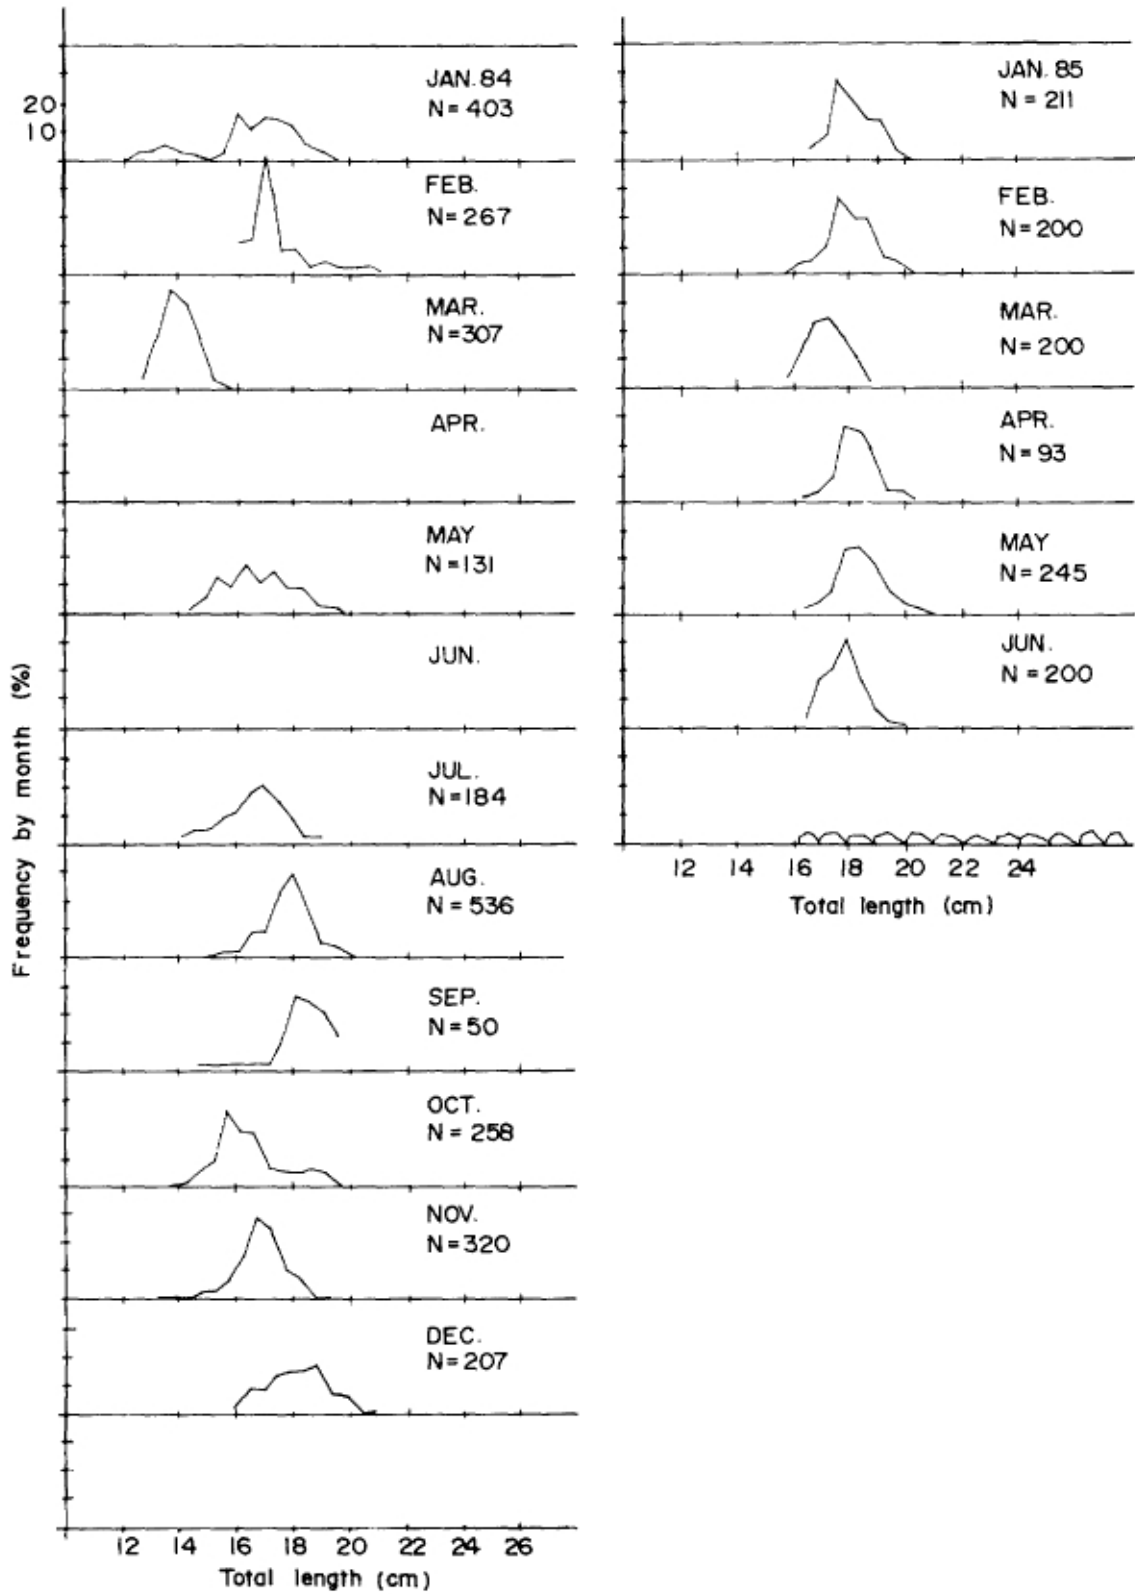 Frequency by month (%)
20
10
JAN. 84
N = 403
FEB.
N = 267
MAR.
N = 307
APR.
MAY
N = 131
JUN.
JUL.
N = 184
AUG.
N = 536
SEP.
N = 50
OCT.
N = 258
NOV.
N = 320
DEC.
N = 207
12 14 16 18 20 22 24 26
Total length (cm)
JAN. 85
N = 211
FEB.
N = 200
MAR.
N = 200
APR.
N = 93
MAY
N = 245
JUN.
N = 200
12 14 16 18 20 22 24
Total length (cm)